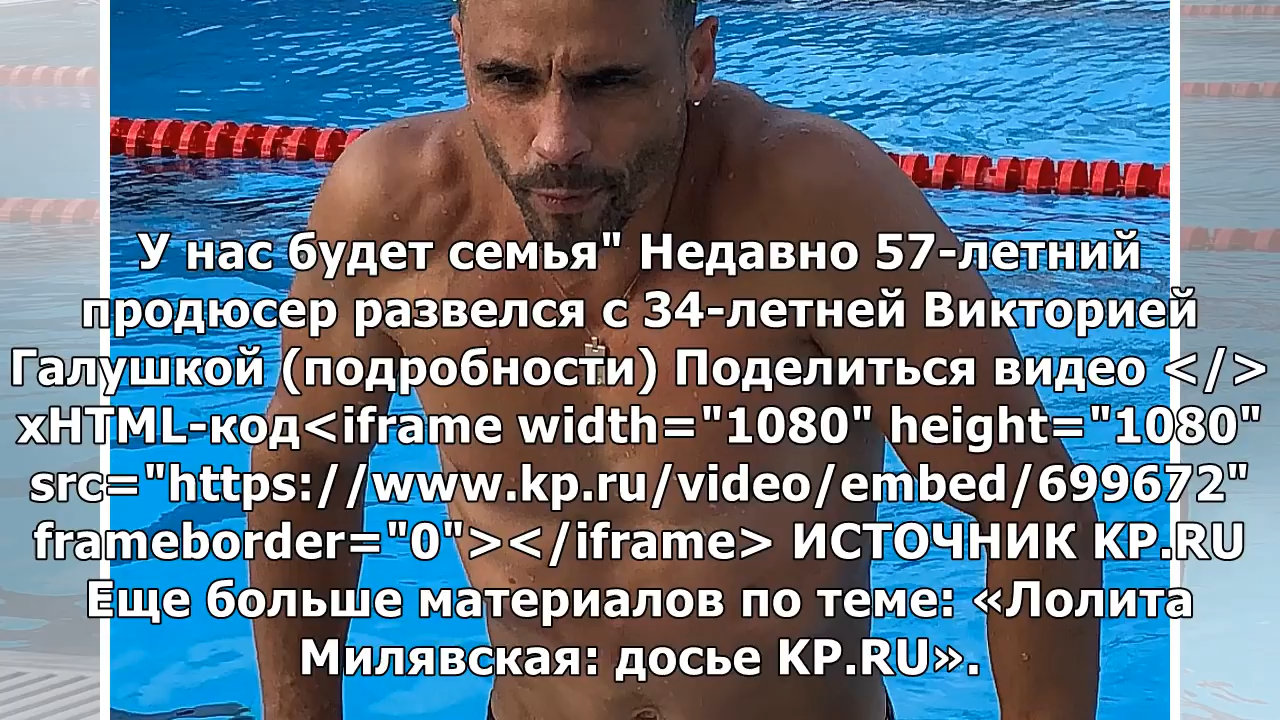 У нас будет семья" Недавно 57-летний
продюсер развелся с 34-летней Викторией
Галушкой (подробности) Поделиться видео </>
xHTML-код<iframe width="1080" height="1080"
src="https://www.kp.ru/video/embed/699672"
frameborder="0"></iframe> ИСТОЧНИК KP.RU
Еще больше материалов по теме: «Лолита
Милявская: досье KP.RU».